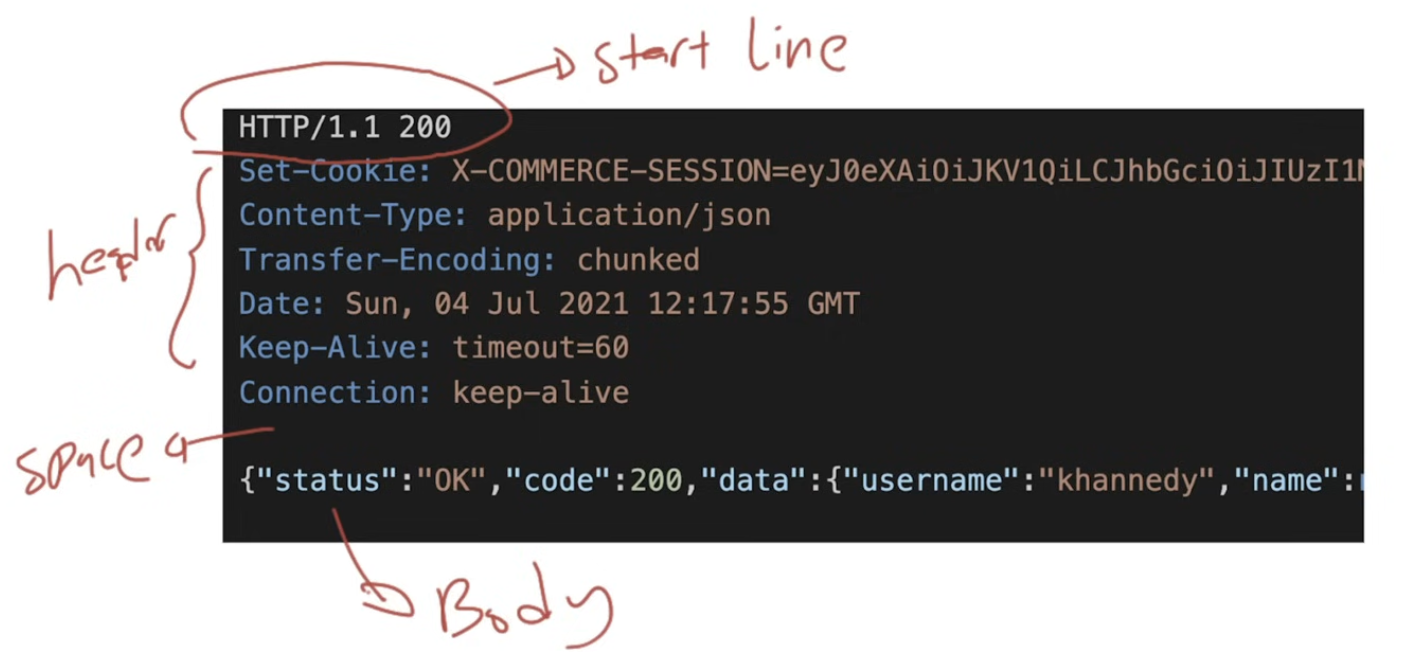 start line
HTTP/1.1 200
Set-Cookie: X-COMMERCE-SESSION=eyJ0eXAiOiJKV1QiLCJhbGciOiJIUzI1
header
Content-Type: application/json
Transfer-Encoding: chunked
Date: Sun, 04 Jul 2021 12:17:55 GMT
Keep-Alive: timeout=60
Connection: keep-alive
space
{"status":"OK","code":200,"data":{"username":"khannedy","name":
Body